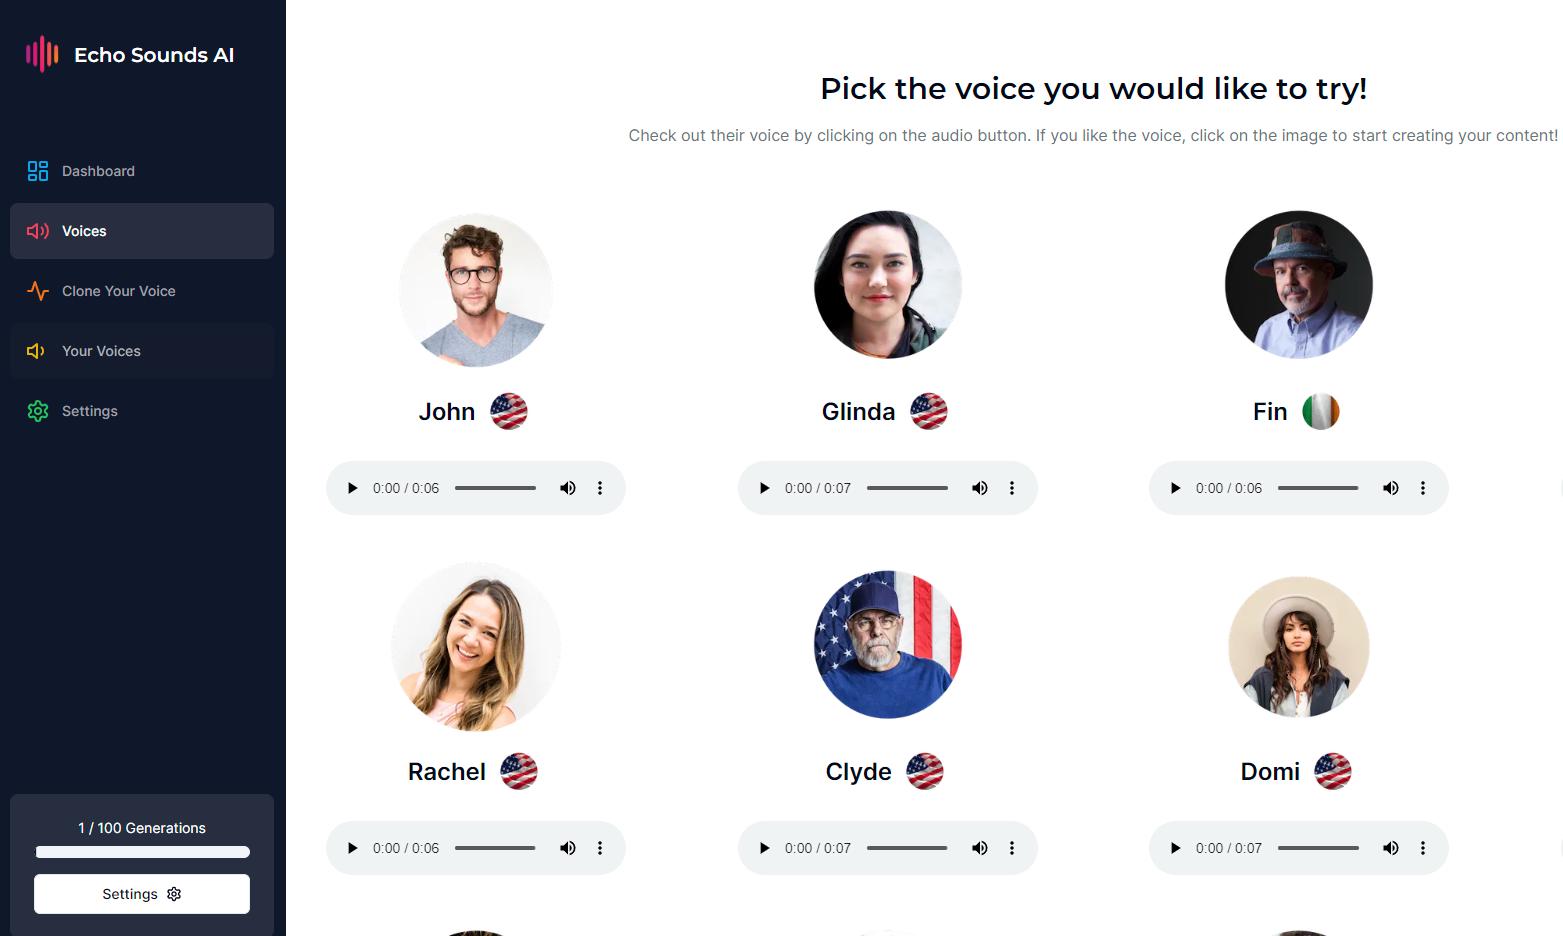 Echo Sounds AI
Dashboard
Voices
Clone Your Voice
Your Voices
Settings
1 / 100 Generations
Settings
Pick the voice you would like to try!
Check out their voice by clicking on the audio button. If you like the voice, click on the image to start creating your content!
John
Glinda
Fin
0:00 / 0:06
0:00 / 0:07
0:00 / 0:06
Rachel
Clyde
Domi
0:00 / 0:06
0:00 / 0:07
0:00 / 0:07